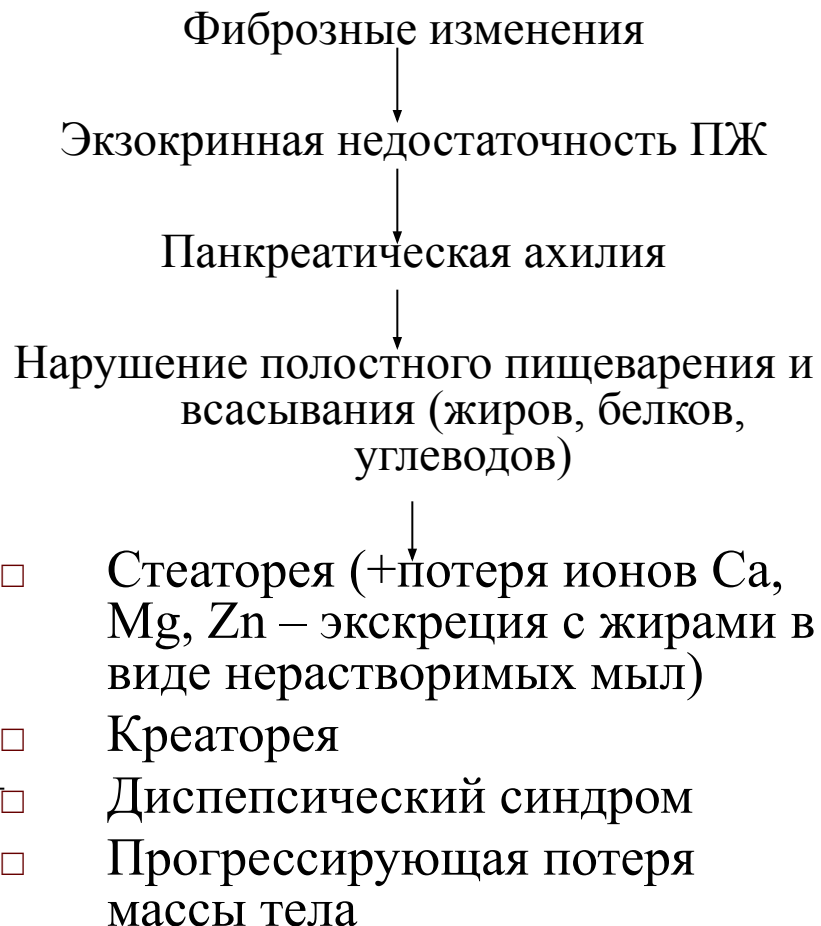 Фиброзные изменения
Экзокринная недостаточность ПЖ
Панкреатическая ахилия
Нарушение полостного пищеварения и
всасывания (жиров, белков,
углеводов)
Стеаторея (+потеря ионов Ca,
Mg, Zn – экскреция с жирами в
виде нерастворимых мыл)
Креаторея
Диспепсический синдром
Прогрессирующая потеря
массы тела